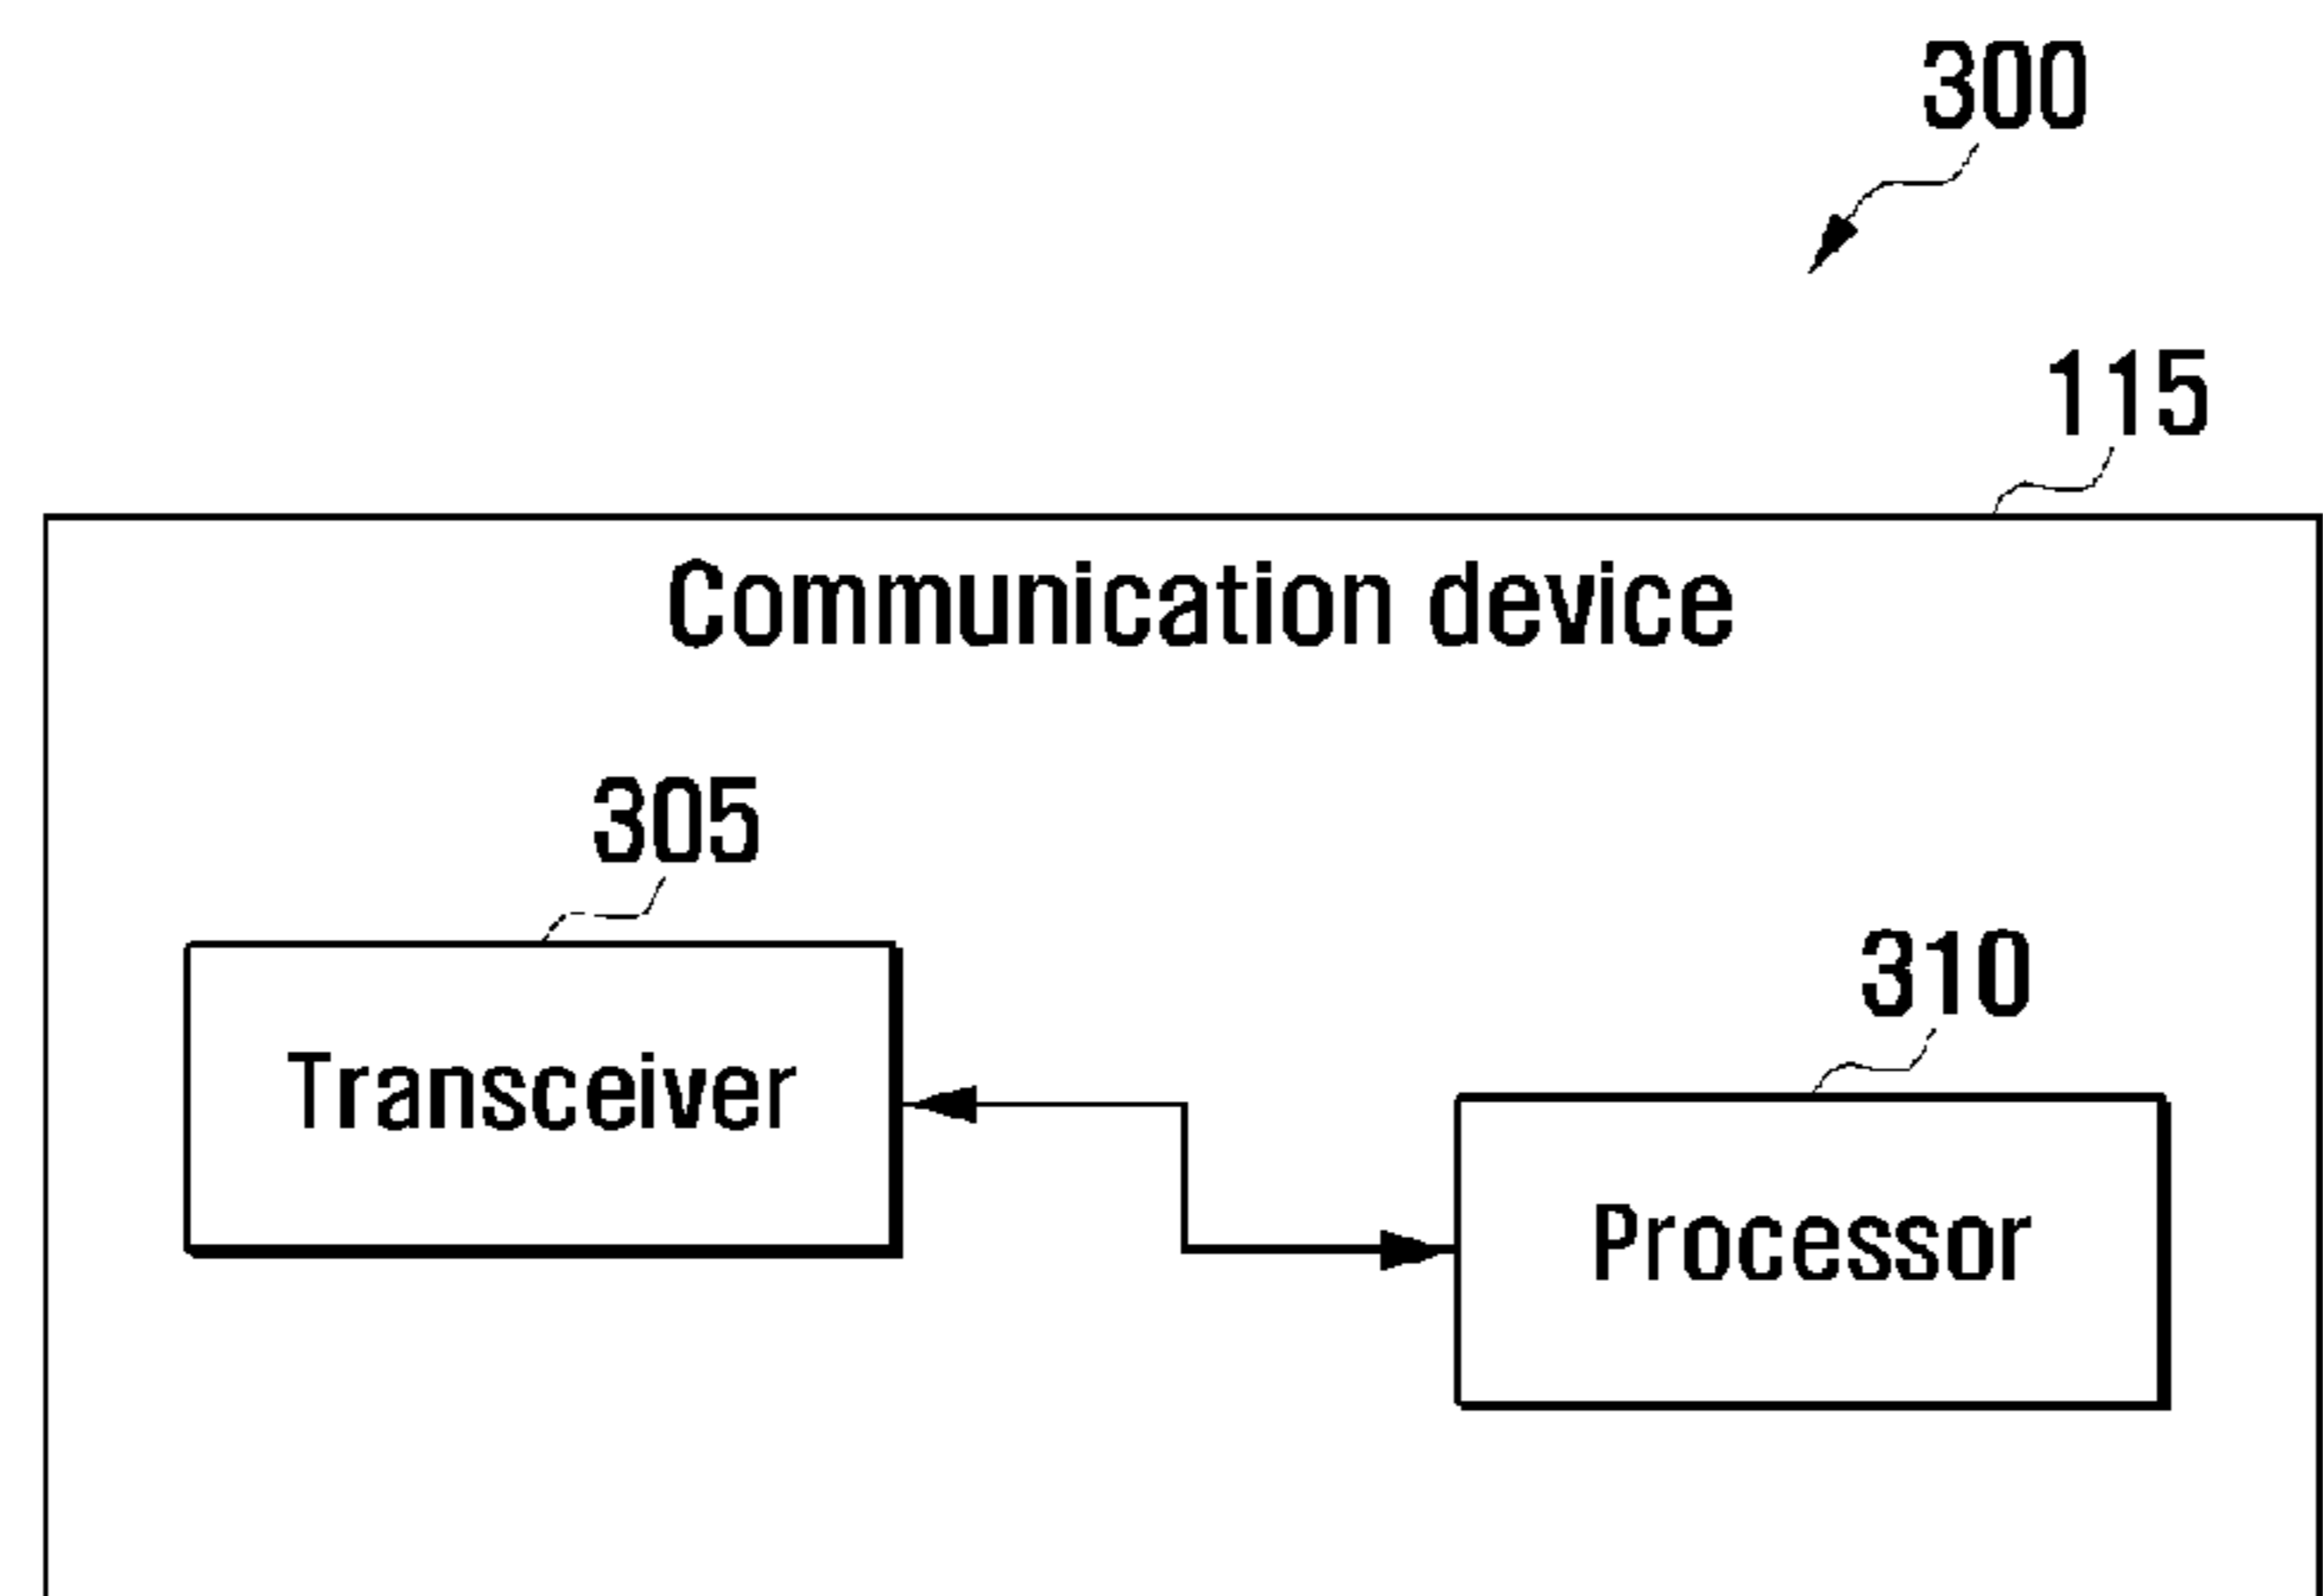 300
115
Communication device
305
310
Transceiver
Processor